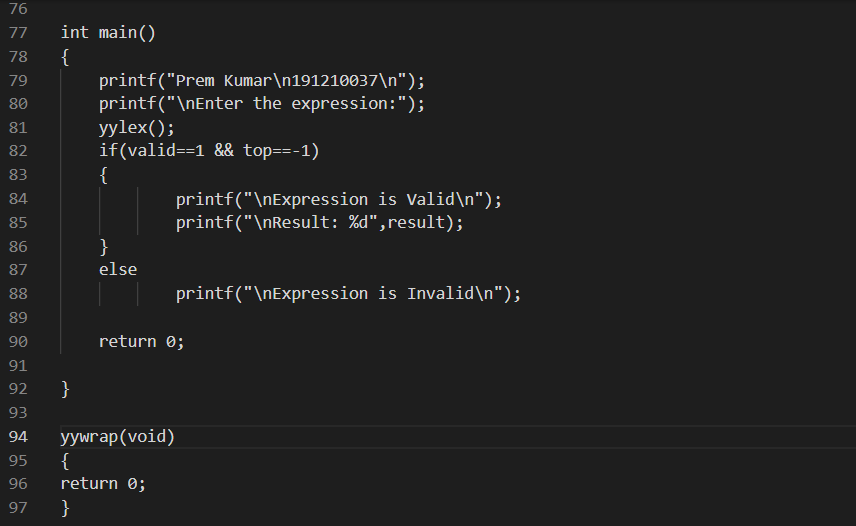 76
77 int main()
78 {
79 printf("Prem Kumar\n191210037\n");
80 printf("\nEnter the expression:");
81 yylex();
82 if(valid==1 && top==-1)
83 {
84 printf("\nExpression is Valid\n");
85 printf("\nResult: %d",result);
86 }
87 else
88 printf("\nExpression is Invalid\n");
89
90 return 0;
91
92 }
93
94 yywrap(void)
95 {
96 return 0;
97 }